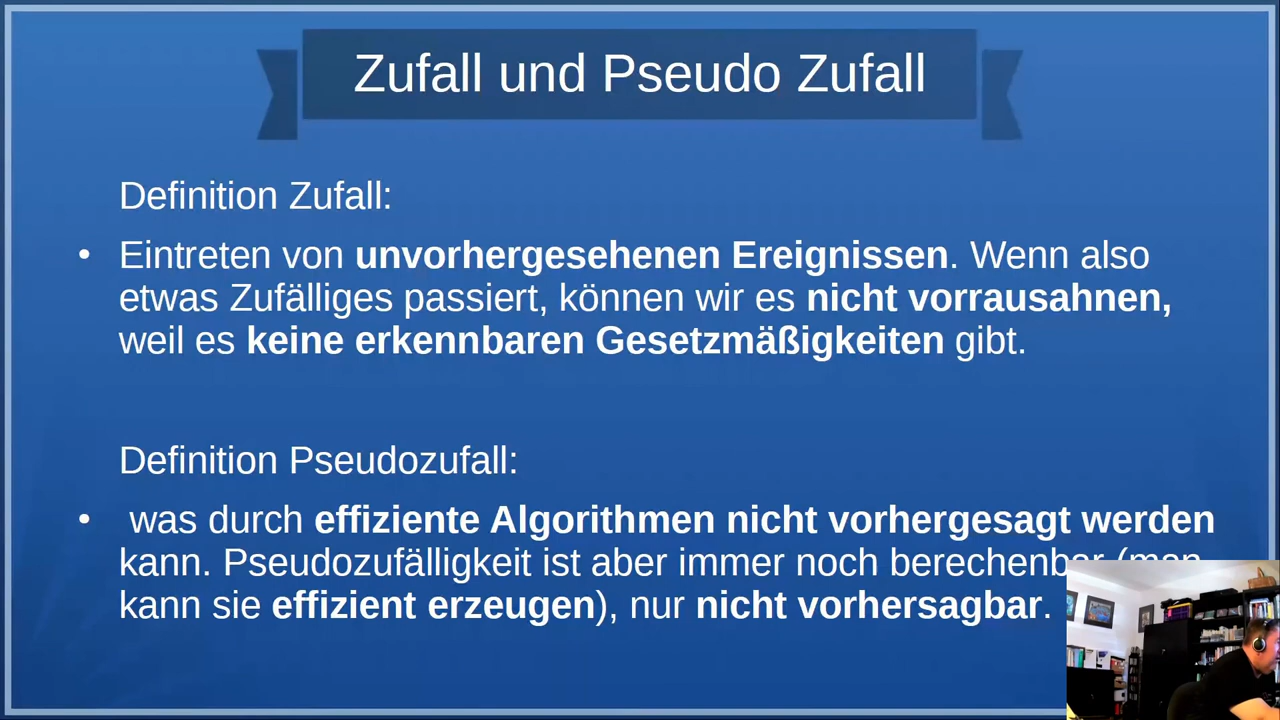 Zufall und Pseudo Zufall
Definition Zufall:
• Eintreten von unvorhergesehenen Ereignissen. Wenn also
etwas Zufälliges passiert, können wir es nicht vorrausahnen,
weil es keine erkennbaren Gesetzmäßigkeiten gibt.
Definition Pseudozufall:
• was durch effiziente Algorithmen nicht vorhergesagt werden
kann. Pseudozufälligkeit ist aber immer noch berechenbar (man
kann sie effizient erzeugen), nur nicht vorhersagbar.